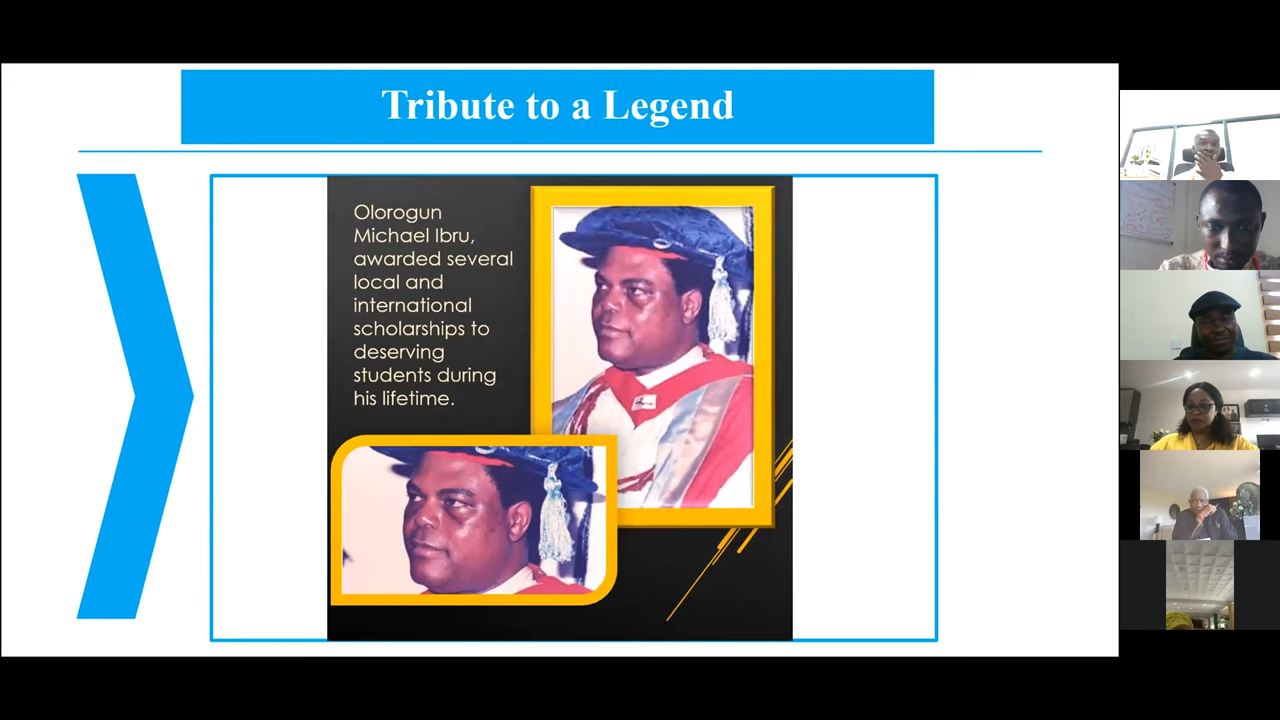 Tribute to a Legend
Olorogun
Michael Ibru,
awarded several
local and
international
scholarships to
deserving
students during
his lifetime.